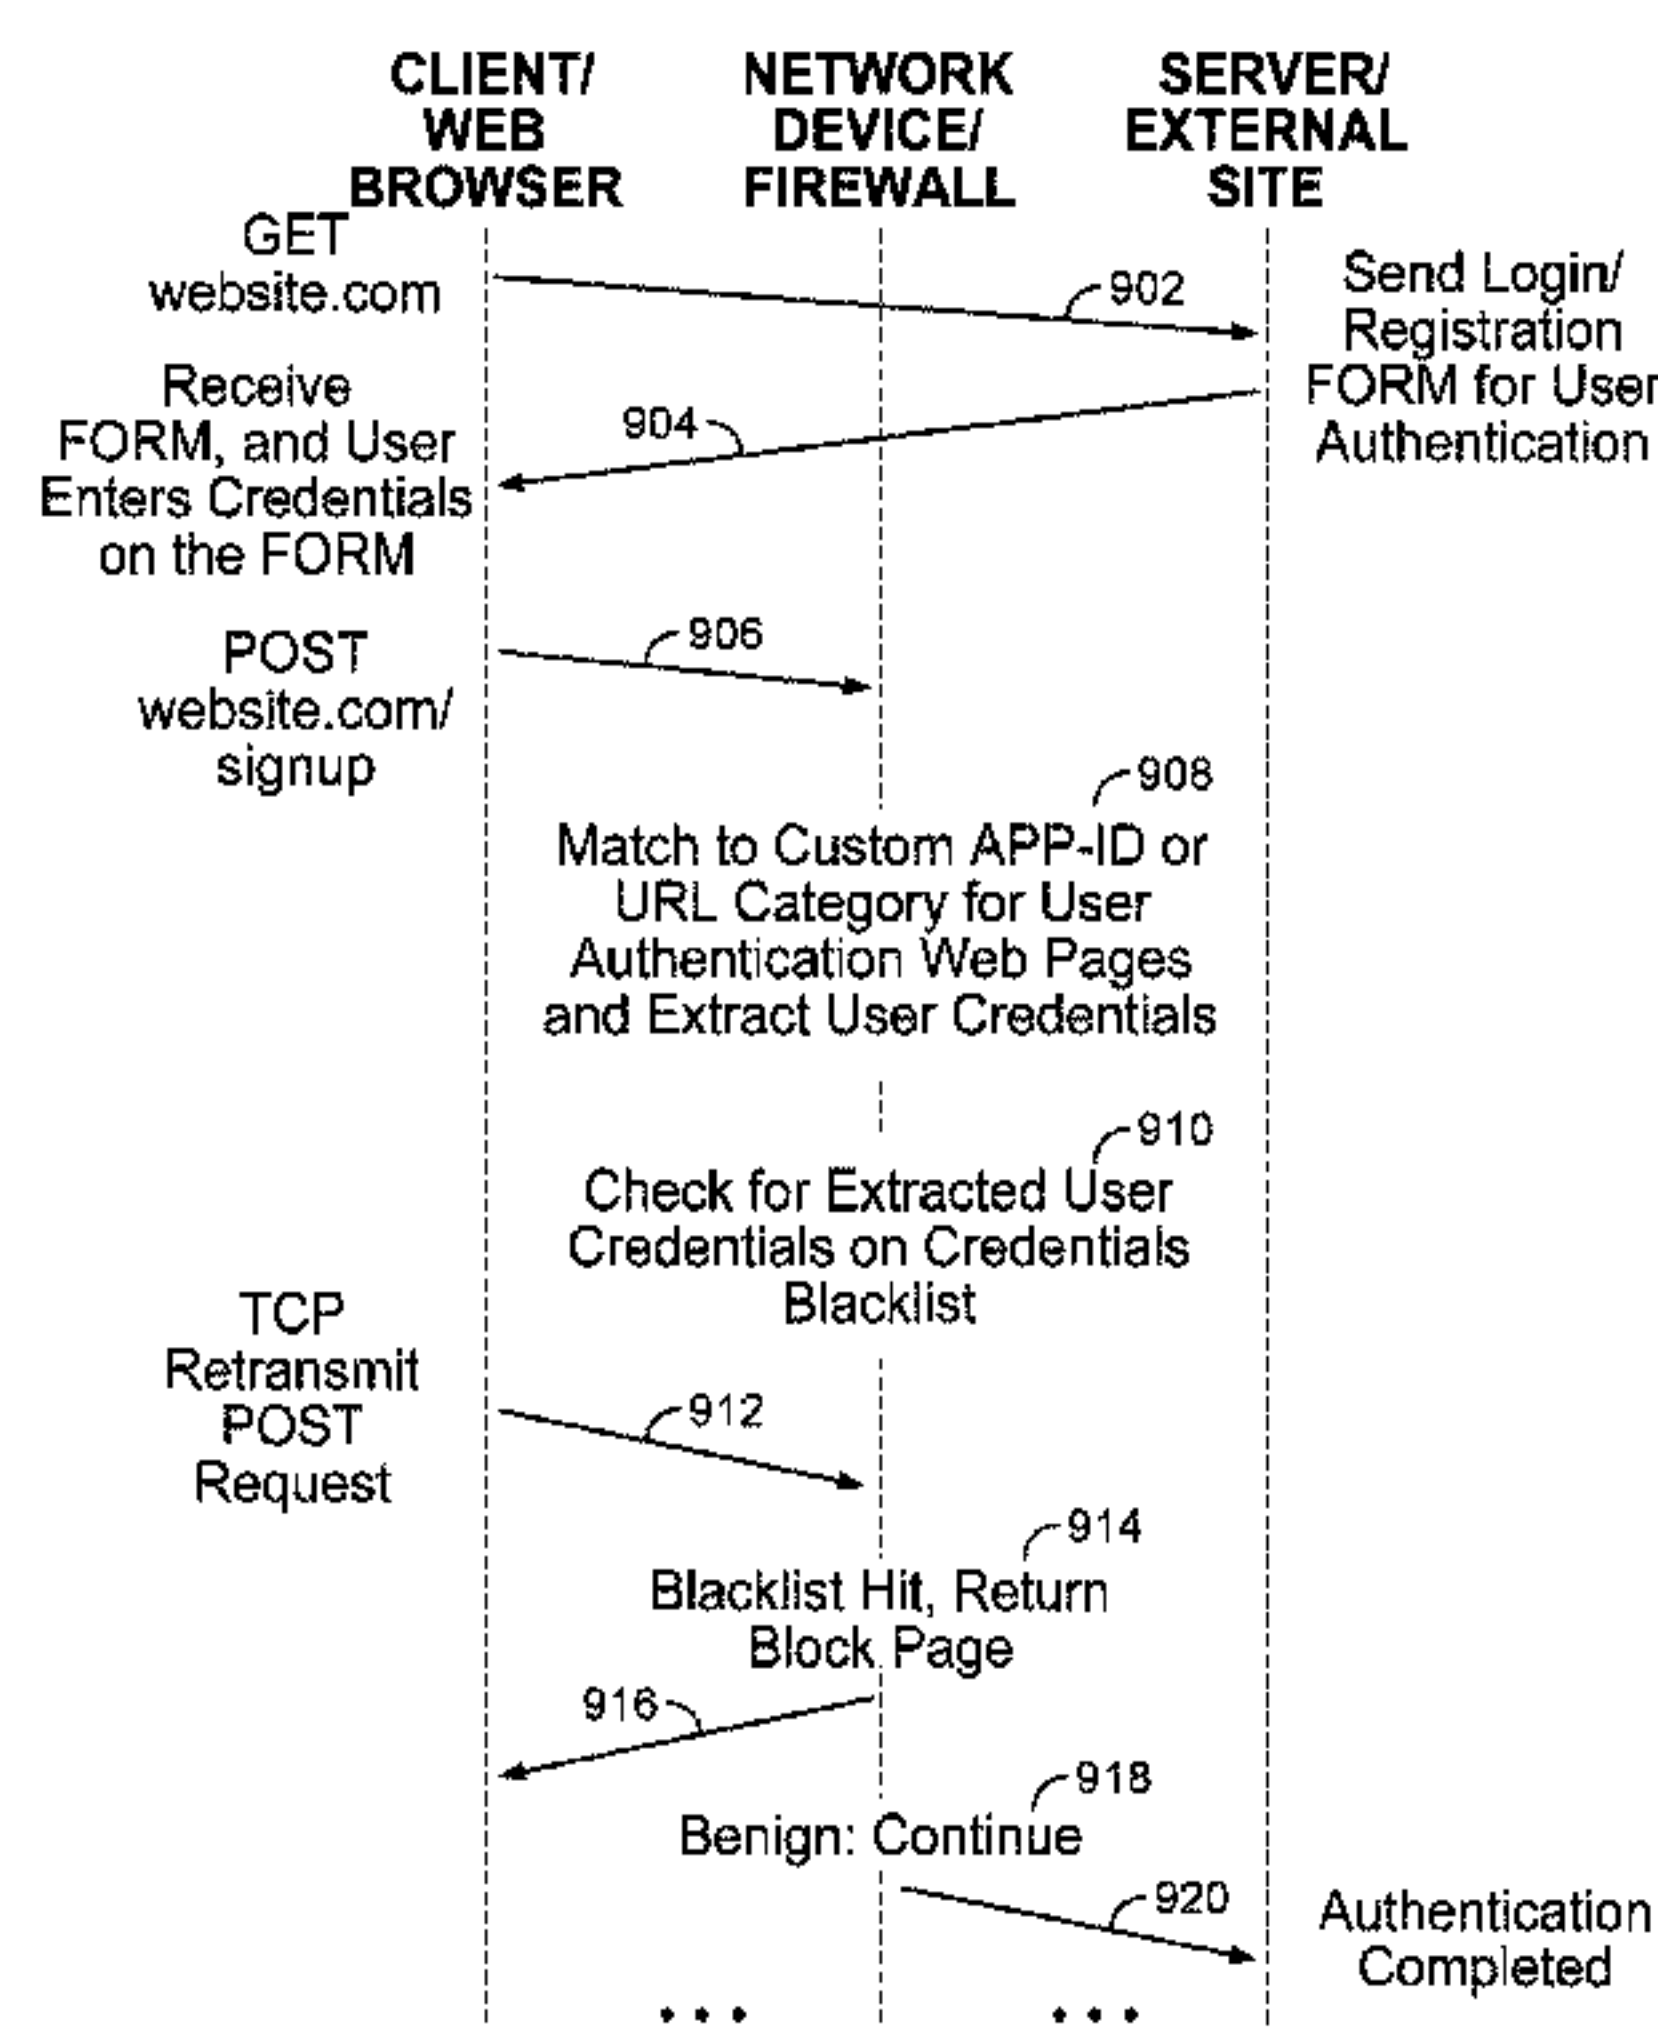 CLIENT/
WEB
BROWSER
NETWORK
DEVICE/
FIREWALL
SERVER/
EXTERNAL
SITE
GET
website.com
902
Send Login/
Registration
FORM for User
Authentication
904
Receive
FORM, and User
Enters Credentials
on the FORM
POST
website.com/
signup
906
908
Match to Custom APP-ID or
URL Category for User
Authentication Web Pages
and Extract User Credentials
910
Check for Extracted User
Credentials on Credentials
Blacklist
TCP
Retransmit
POST
Request
912
914
Blacklist Hit, Return
Block Page
916
918
Benign: Continue
920
Authentication
Completed
... ...